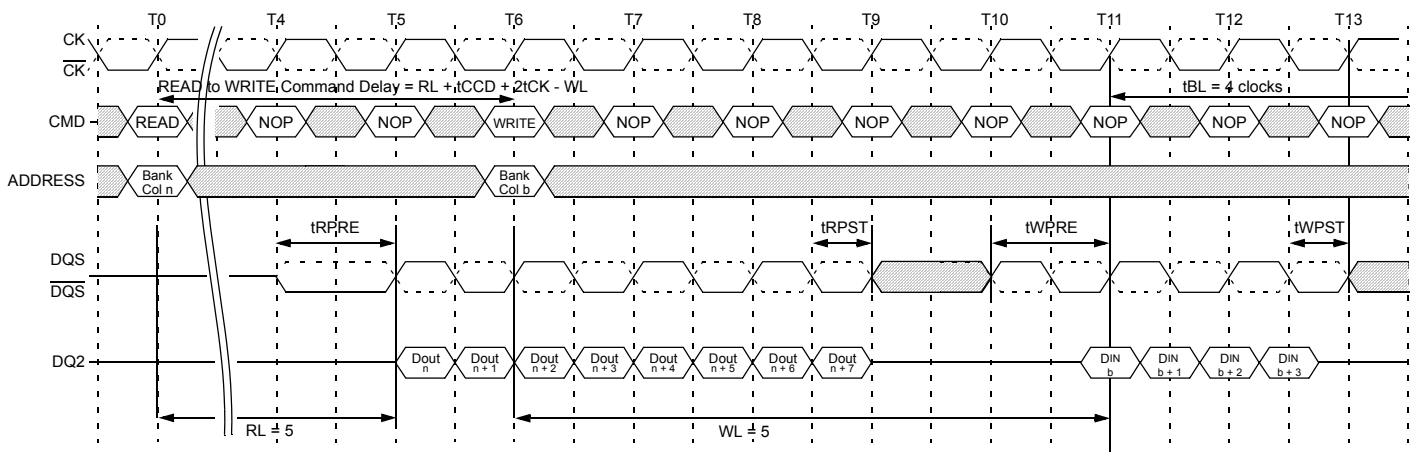 T0 T4 T5 T6 T7 T8 T9 T10 T11 T12 T13
CK
CK
READ to WRITE Command Delay = RL + tCCD + 2tCK - WL
tBL = 4 clocks
CMD READ NOP NOP WRITE NOP NOP NOP NOP NOP NOP NOP
ADDRESS
Bank Bank
Col n Col b
tRPRE tRPST tWPRE tWPST
DQS
DQS
DQ2
Dout Dout Dout Dout Dout Dout Dout Dout DIN DIN DIN DIN
n n + 1 n + 2 n + 3 n + 4 n + 5 n + 6 n + 7 b b + 1 b + 2 b + 3
RL = 5 WL = 5